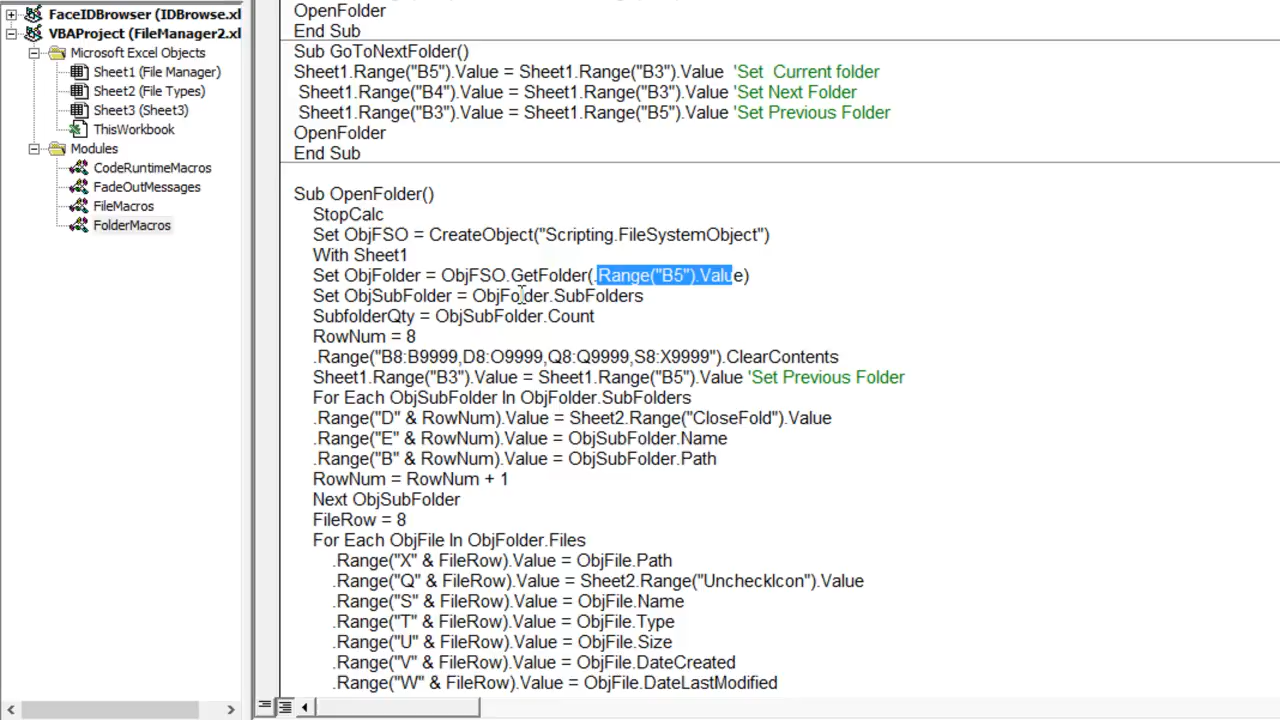 FaceIDBrowser (IDBrowse.xl
VBAProject (FileManager2.xl
Microsoft Excel Objects
Sheet1 (File Manager)
Sheet2 (File Types)
Sheet3 (Sheet3)
ThisWorkbook
Modules
CodeRuntimeMacros
FadeOutMessages
FileMacros
FolderMacros
OpenFolder
End Sub
Sub GoToNextFolder()
Sheet1.Range("B5").Value = Sheet1.Range("B3").Value 'Set Current folder
Sheet1.Range("B4").Value = Sheet1.Range("B3").Value 'Set Next Folder
Sheet1.Range("B3").Value = Sheet1.Range("B5").Value 'Set Previous Folder
OpenFolder
End Sub
Sub OpenFolder()
StopCalc
Set ObjFSO = CreateObject("Scripting.FileSystemObject")
With Sheet1
Set ObjFolder = ObjFSO.GetFolder(.Range("B5").Value)
Set ObjSubFolder = ObjFolder.SubFolders
SubfolderQty = ObjSubFolder.Count
RowNum = 8
.Range("B8:B9999,D8:O9999,Q8:Q9999,S8:X9999").ClearContents
Sheet1.Range("B3").Value = Sheet1.Range("B5").Value 'Set Previous Folder
For Each ObjSubFolder In ObjFolder.SubFolders
.Range("D" & RowNum).Value = Sheet2.Range("CloseFold").Value
.Range("E" & RowNum).Value = ObjSubFolder.Name
.Range("B" & RowNum).Value = ObjSubFolder.Path
RowNum = RowNum + 1
Next ObjSubFolder
FileRow = 8
For Each ObjFile In ObjFolder.Files
.Range("X" & FileRow).Value = ObjFile.Path
.Range("Q" & FileRow).Value = Sheet2.Range("UncheckIcon").Value
.Range("S" & FileRow).Value = ObjFile.Name
.Range("T" & FileRow).Value = ObjFile.Type
.Range("U" & FileRow).Value = ObjFile.Size
.Range("V" & FileRow).Value = ObjFile.DateCreated
.Range("W" & FileRow).Value = ObjFile.DateLastModified